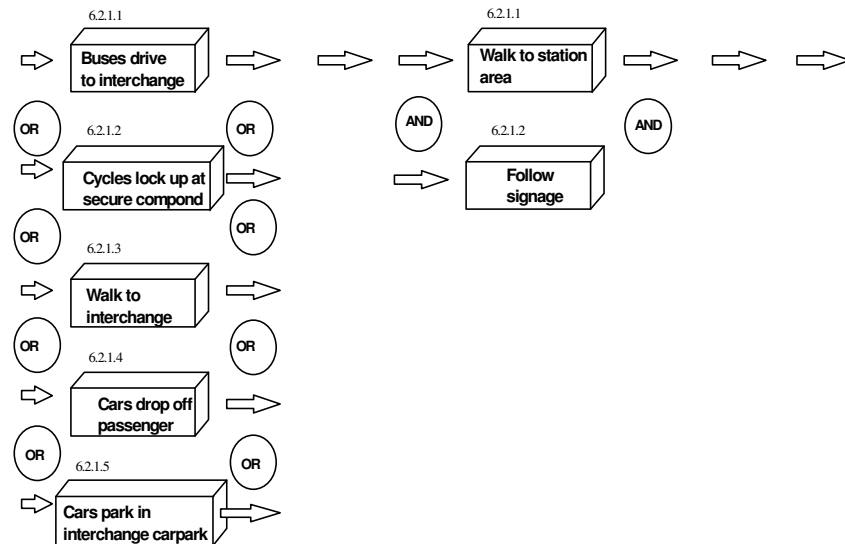 6.2.1.1
Buses drive
to interchange
OR
OR
6.2.1.2
Cycles lock up at
secure compond
OR
OR
6.2.1.3
Walk to
interchange
OR
OR
6.2.1.4
Cars drop off
passenger
OR
OR
6.2.1.5
Cars park in
interchange carpark
6.2.1.1
Walk to station
area
AND
AND
6.2.1.2
Follow
signage